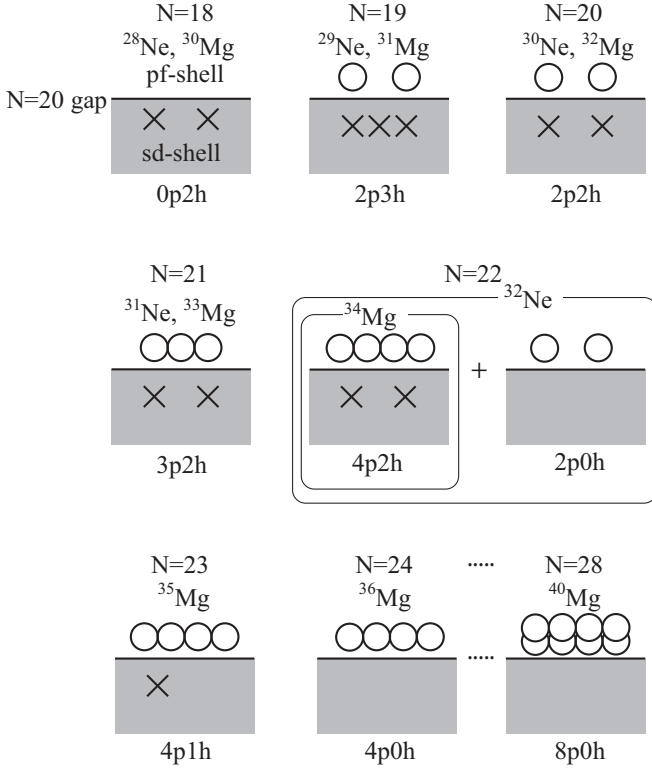 N=18
²⁸Ne, ³⁰Mg
pf-shell
N=20 gap
sd-shell
0p2h
N=19
²⁹Ne, ³¹Mg
2p3h
N=20
³⁰Ne, ³²Mg
2p2h
N=21
³¹Ne, ³³Mg
3p2h
N=22
³²Ne
³⁴Mg
4p2h
+
2p0h
N=23
³⁵Mg
4p1h
N=24
³⁶Mg
4p0h
.....
.....
N=28
⁴⁰Mg
8p0h